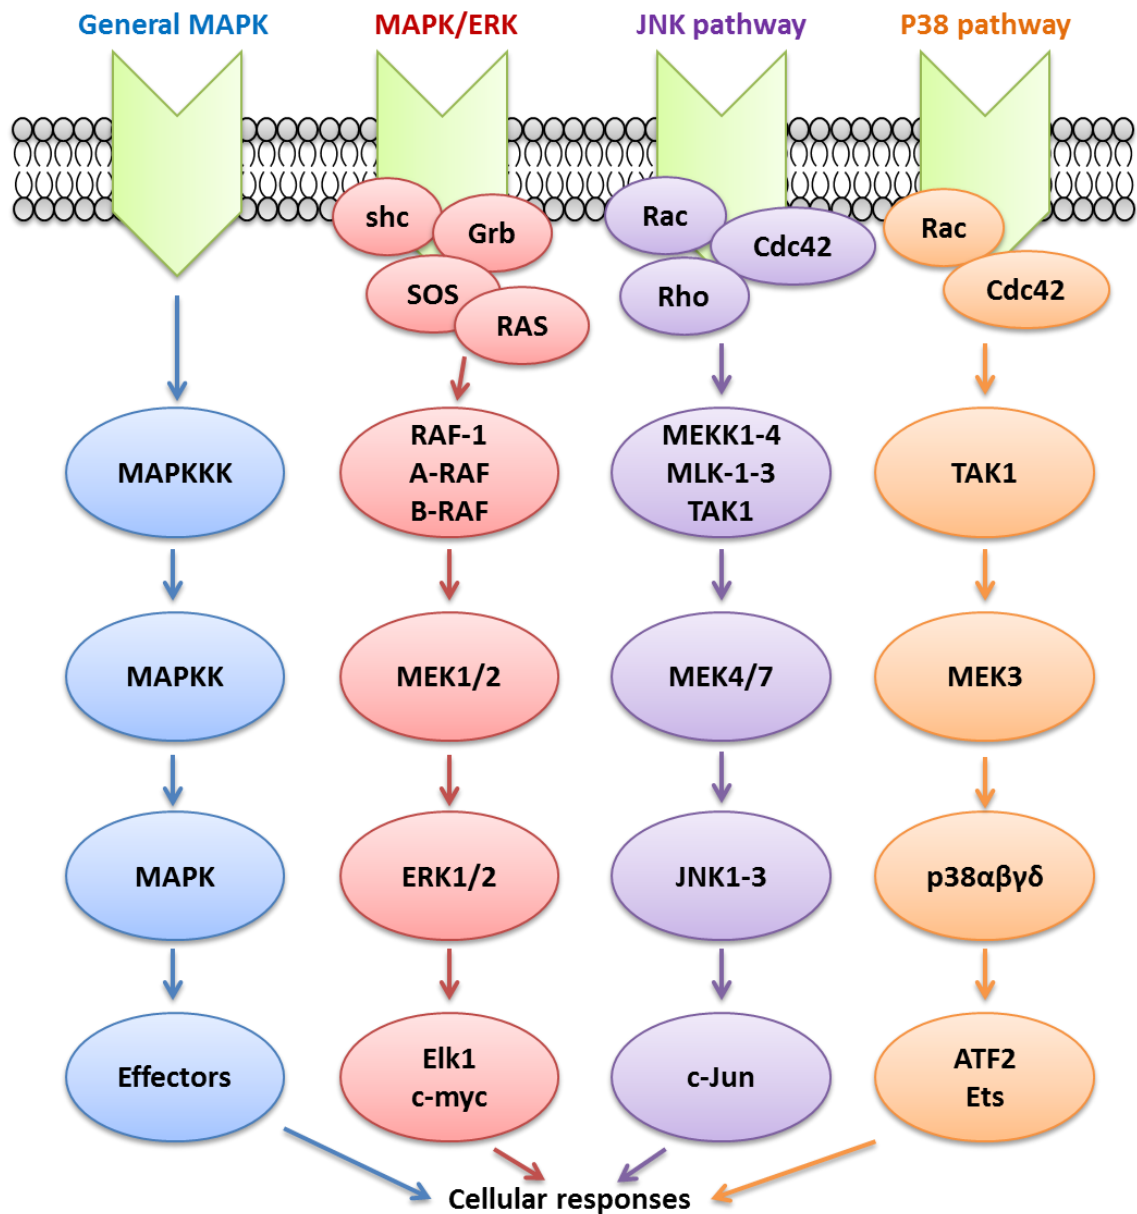 General MAPK
MAPK/ERK
JNK pathway
P38 pathway
shc
Grb
SOS
RAS
Rac
Cdc42
Rho
Rac
Cdc42
MAPKKK
RAF-1
A-RAF
B-RAF
MEKK1-4
MLK-1-3
TAK1
TAK1
MAPKK
MEK1/2
MEK4/7
MEK3
MAPK
ERK1/2
JNK1-3
p38αβγδ
Effectors
Elk1
c-myc
c-Jun
ATF2
Ets
Cellular responses